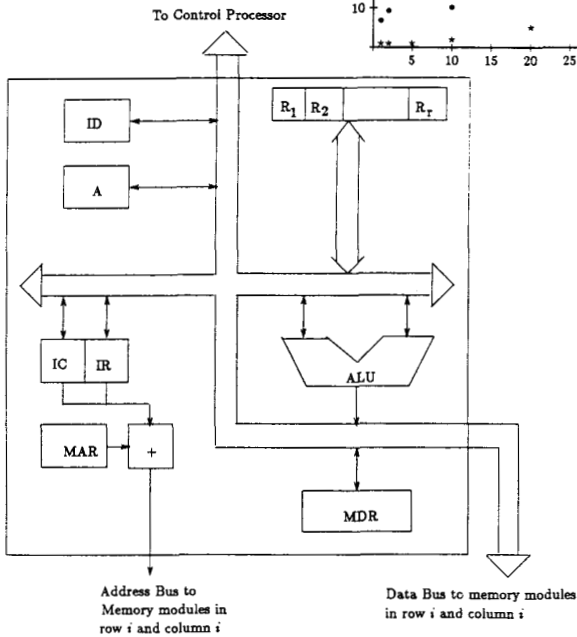 To Control Processor
10
5 10 15 20 25
ID
R1 R2 Rr
A
IC IR
ALU
MAR
+
MDR
Address Bus to
Memory modules in
row i and column i
Data Bus to memory modules
in row i and column i